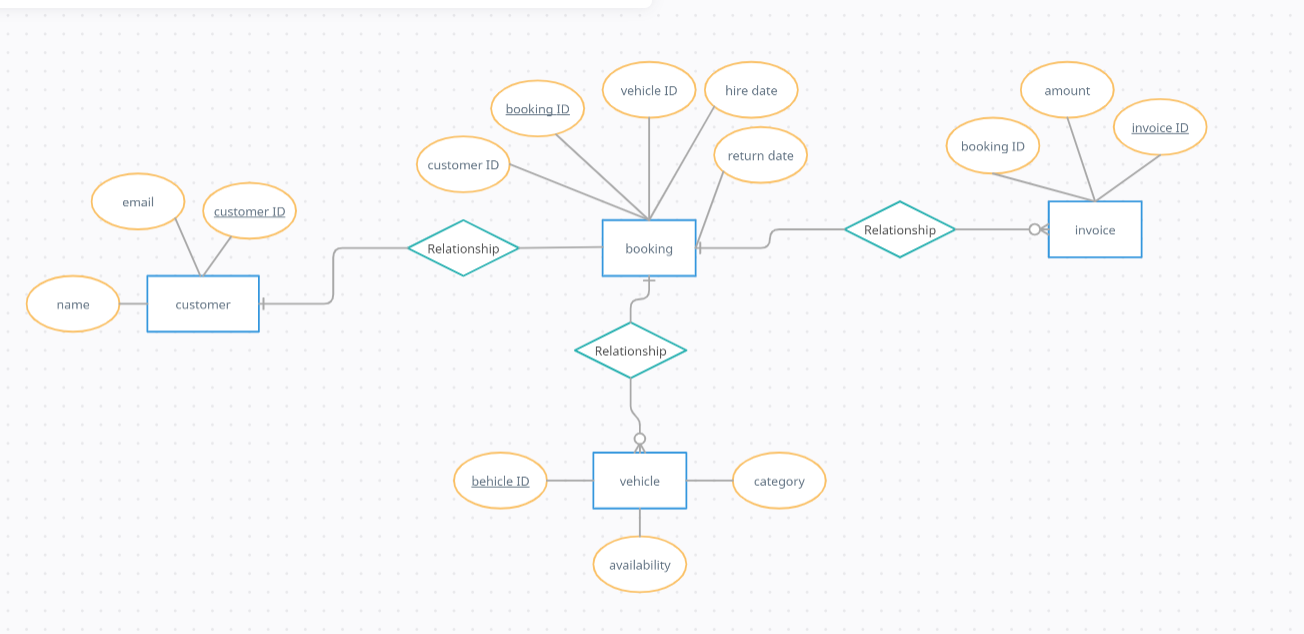 vehicle ID
hire date
amount
booking ID
invoice ID
booking ID
return date
customer ID
email
customer ID
Relationship
booking
Relationship
invoice
name
customer
Relationship
behicle ID
vehicle
category
availability